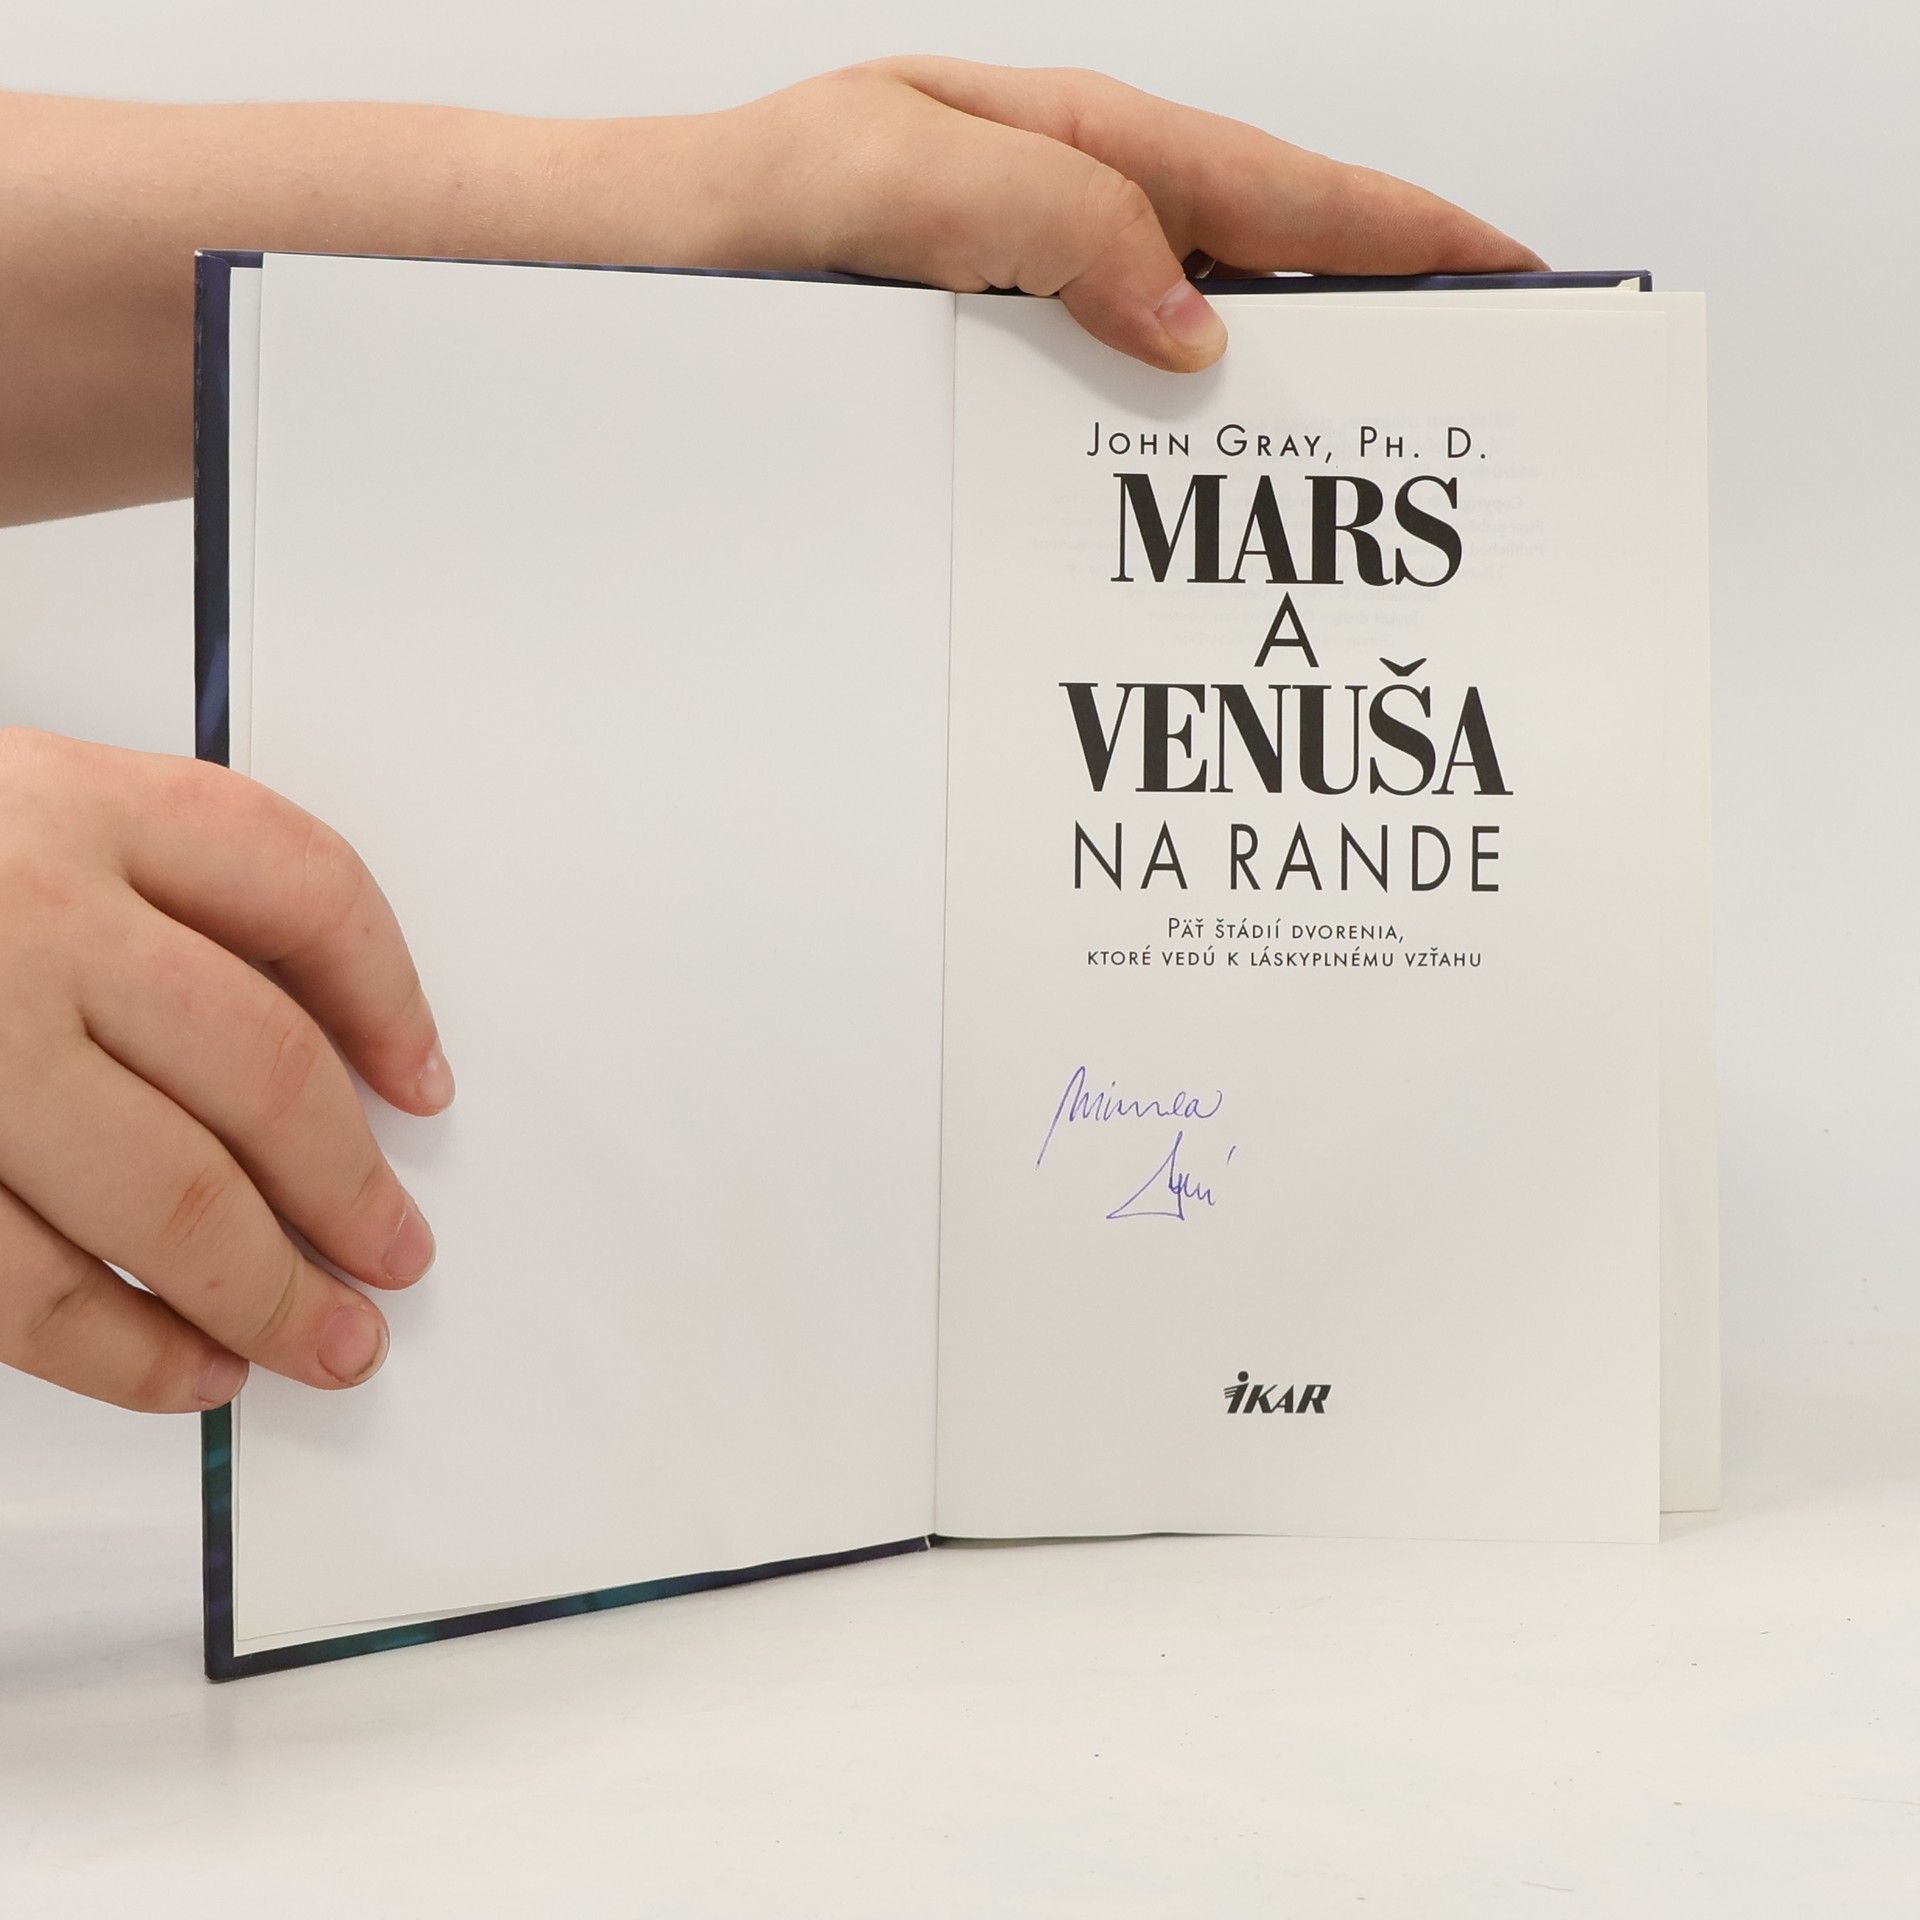 JOHN GRAY, PH. D.
MARS
A
VENUŠA
NA RANDE
PÄŤ ŠTÁDIÍ DVORENIA,
KTORÉ VEDÚ K LÁSKYPLNÉMU VZŤAHU
IKAR